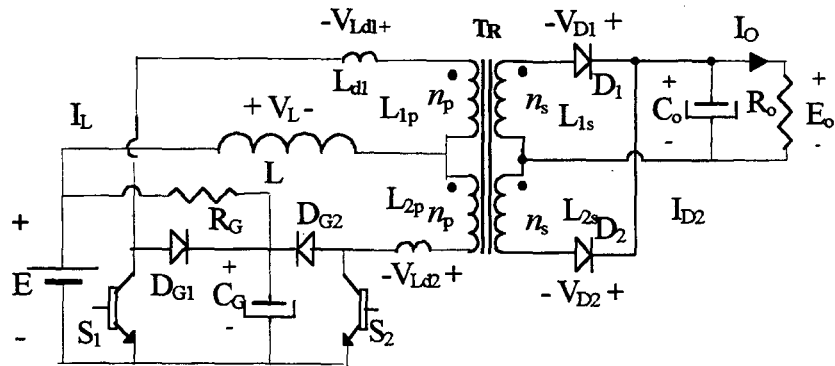 -V_Ld1+
T_R
-V_D1+
I_O
L_d1
D_1
I_L
+V_L-
L_1p
n_p
n_s
L_1s
+
C_o
-
R_o
+
E_o
-
L
L_2p
n_p
n_s
L_2s
D_2
I_D2
R_G
D_G2
+
E
-
D_G1
+
C_G
-
-V_Ld2+
-V_D2+
S_1
S_2